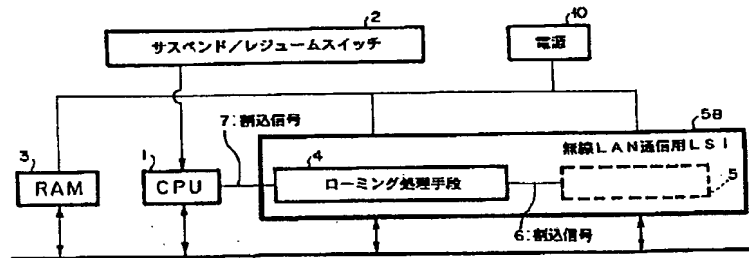 2
サスペンド/レジュームスイッチ
10
電源
5B
7:割込信号
無線LAN通信用LSI
3
RAM
1
CPU
4
ローミング処理手段
5
6:割込信号